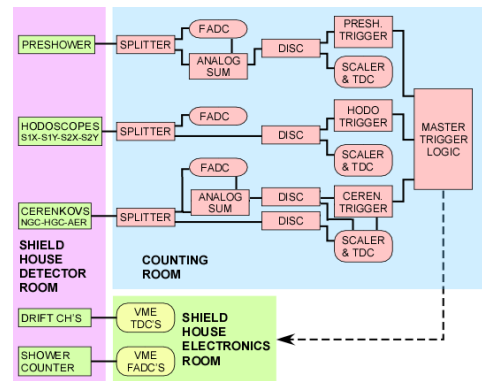 PRESHOWER
SPLITTER
FADC
ANALOG
SUM
DISC
PRESH.
TRIGGER
SCALER
& TDC
HODOSCOPES
S1X-S1Y-S2X-S2Y
SPLITTER
FADC
DISC
HODO
TRIGGER
SCALER
& TDC
MASTER
TRIGGER
LOGIC
CERENKOVS
NGC-HGC-AER
SPLITTER
FADC
ANALOG
SUM
DISC
DISC
CEREN.
TRIGGER
SCALER
& TDC
SHIELD
HOUSE
DETECTOR
ROOM
COUNTING
ROOM
DRIFT CH'S
VME
TDC'S
SHOWER
COUNTER
VME
FADC'S
SHIELD
HOUSE
ELECTRONICS
ROOM